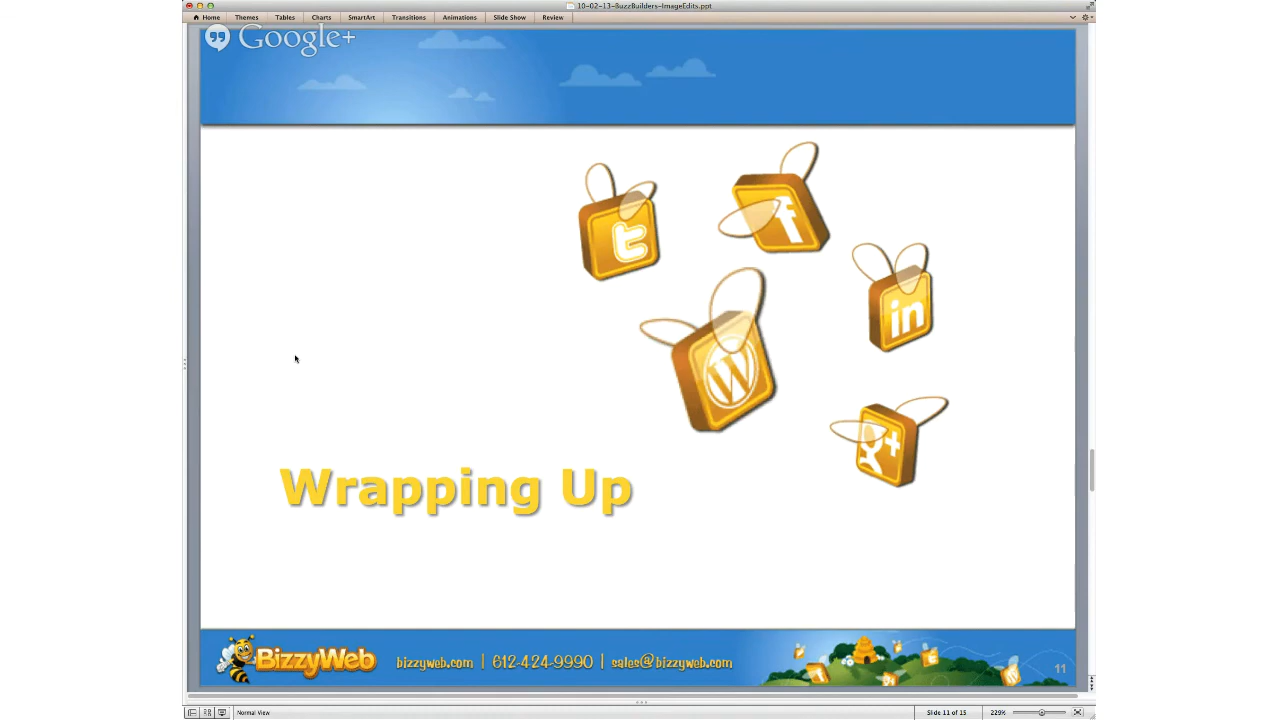 10-02-13-BuzzBuilders-ImageEdits.ppt
Home Themes Tables Charts SmartArt Transitions Animations Slide Show Review
Google+
t
f
in
W
g+
Wrapping Up
BizzyWeb bizzyweb.com | 612-424-9990 | sales@bizzyweb.com 11
Normal View Slide 11 of 15 229%